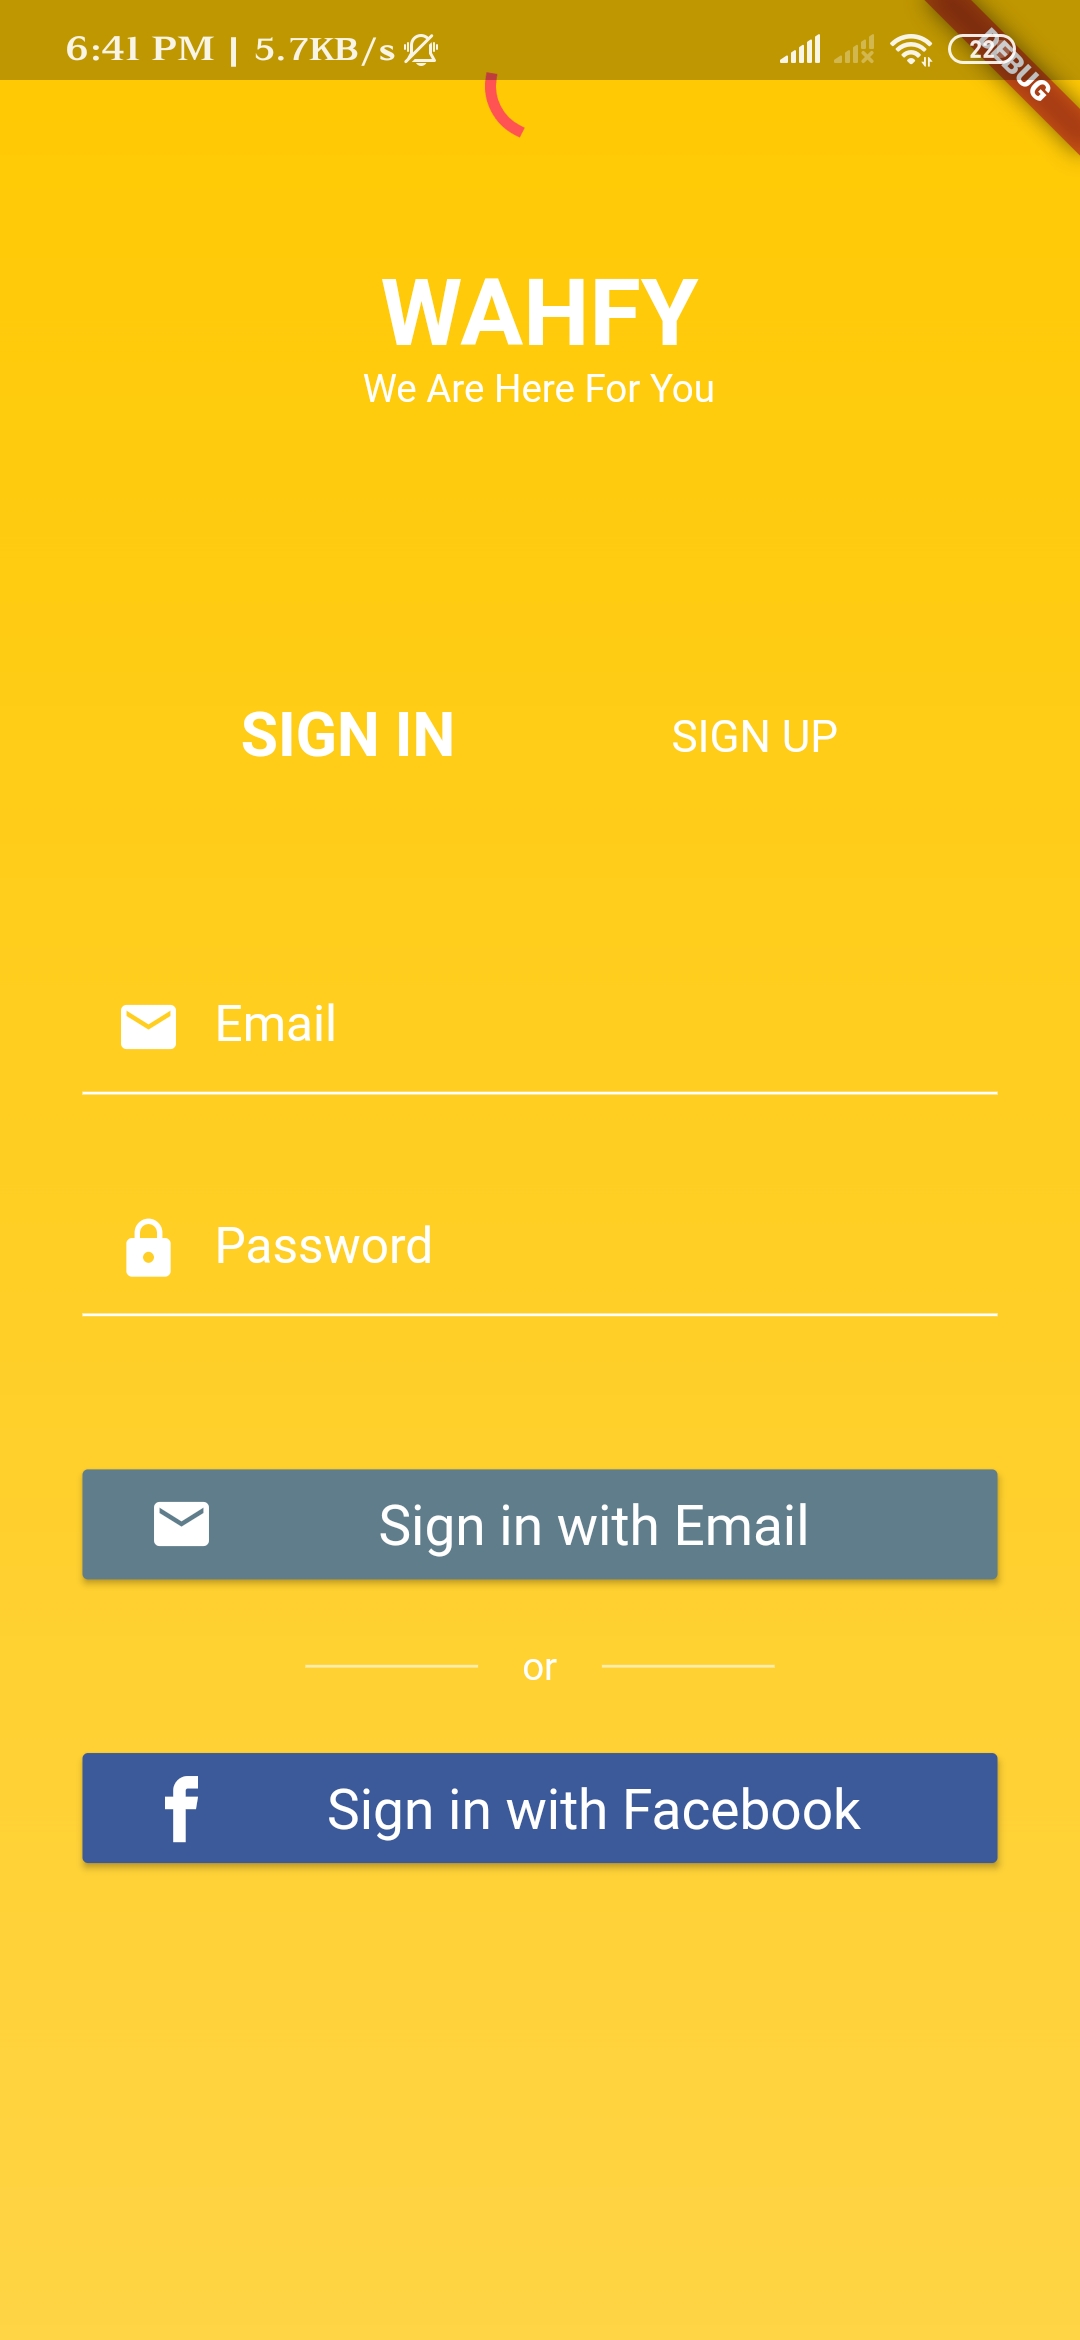 6:41 PM | 5.7KB/s
22
DEBUG
WAHFY
We Are Here For You
SIGN IN
SIGN UP
Email
Password
Sign in with Email
or
f
Sign in with Facebook